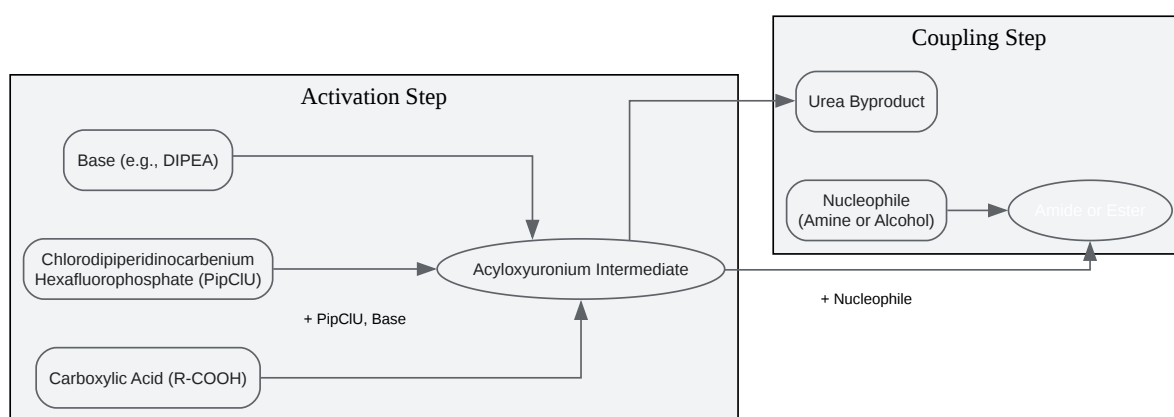 Coupling Step
Activation Step
Urea Byproduct
Base (e.g., DIPEA)
Nucleophile
(Amine or Alcohol)
Amide or Ester
Chlorodipiperidinocarbenium
Hexafluorophosphate (PipClU)
Acyloxyuronium Intermediate
+ Nucleophile
+ PipClU, Base
Carboxylic Acid (R-COOH)